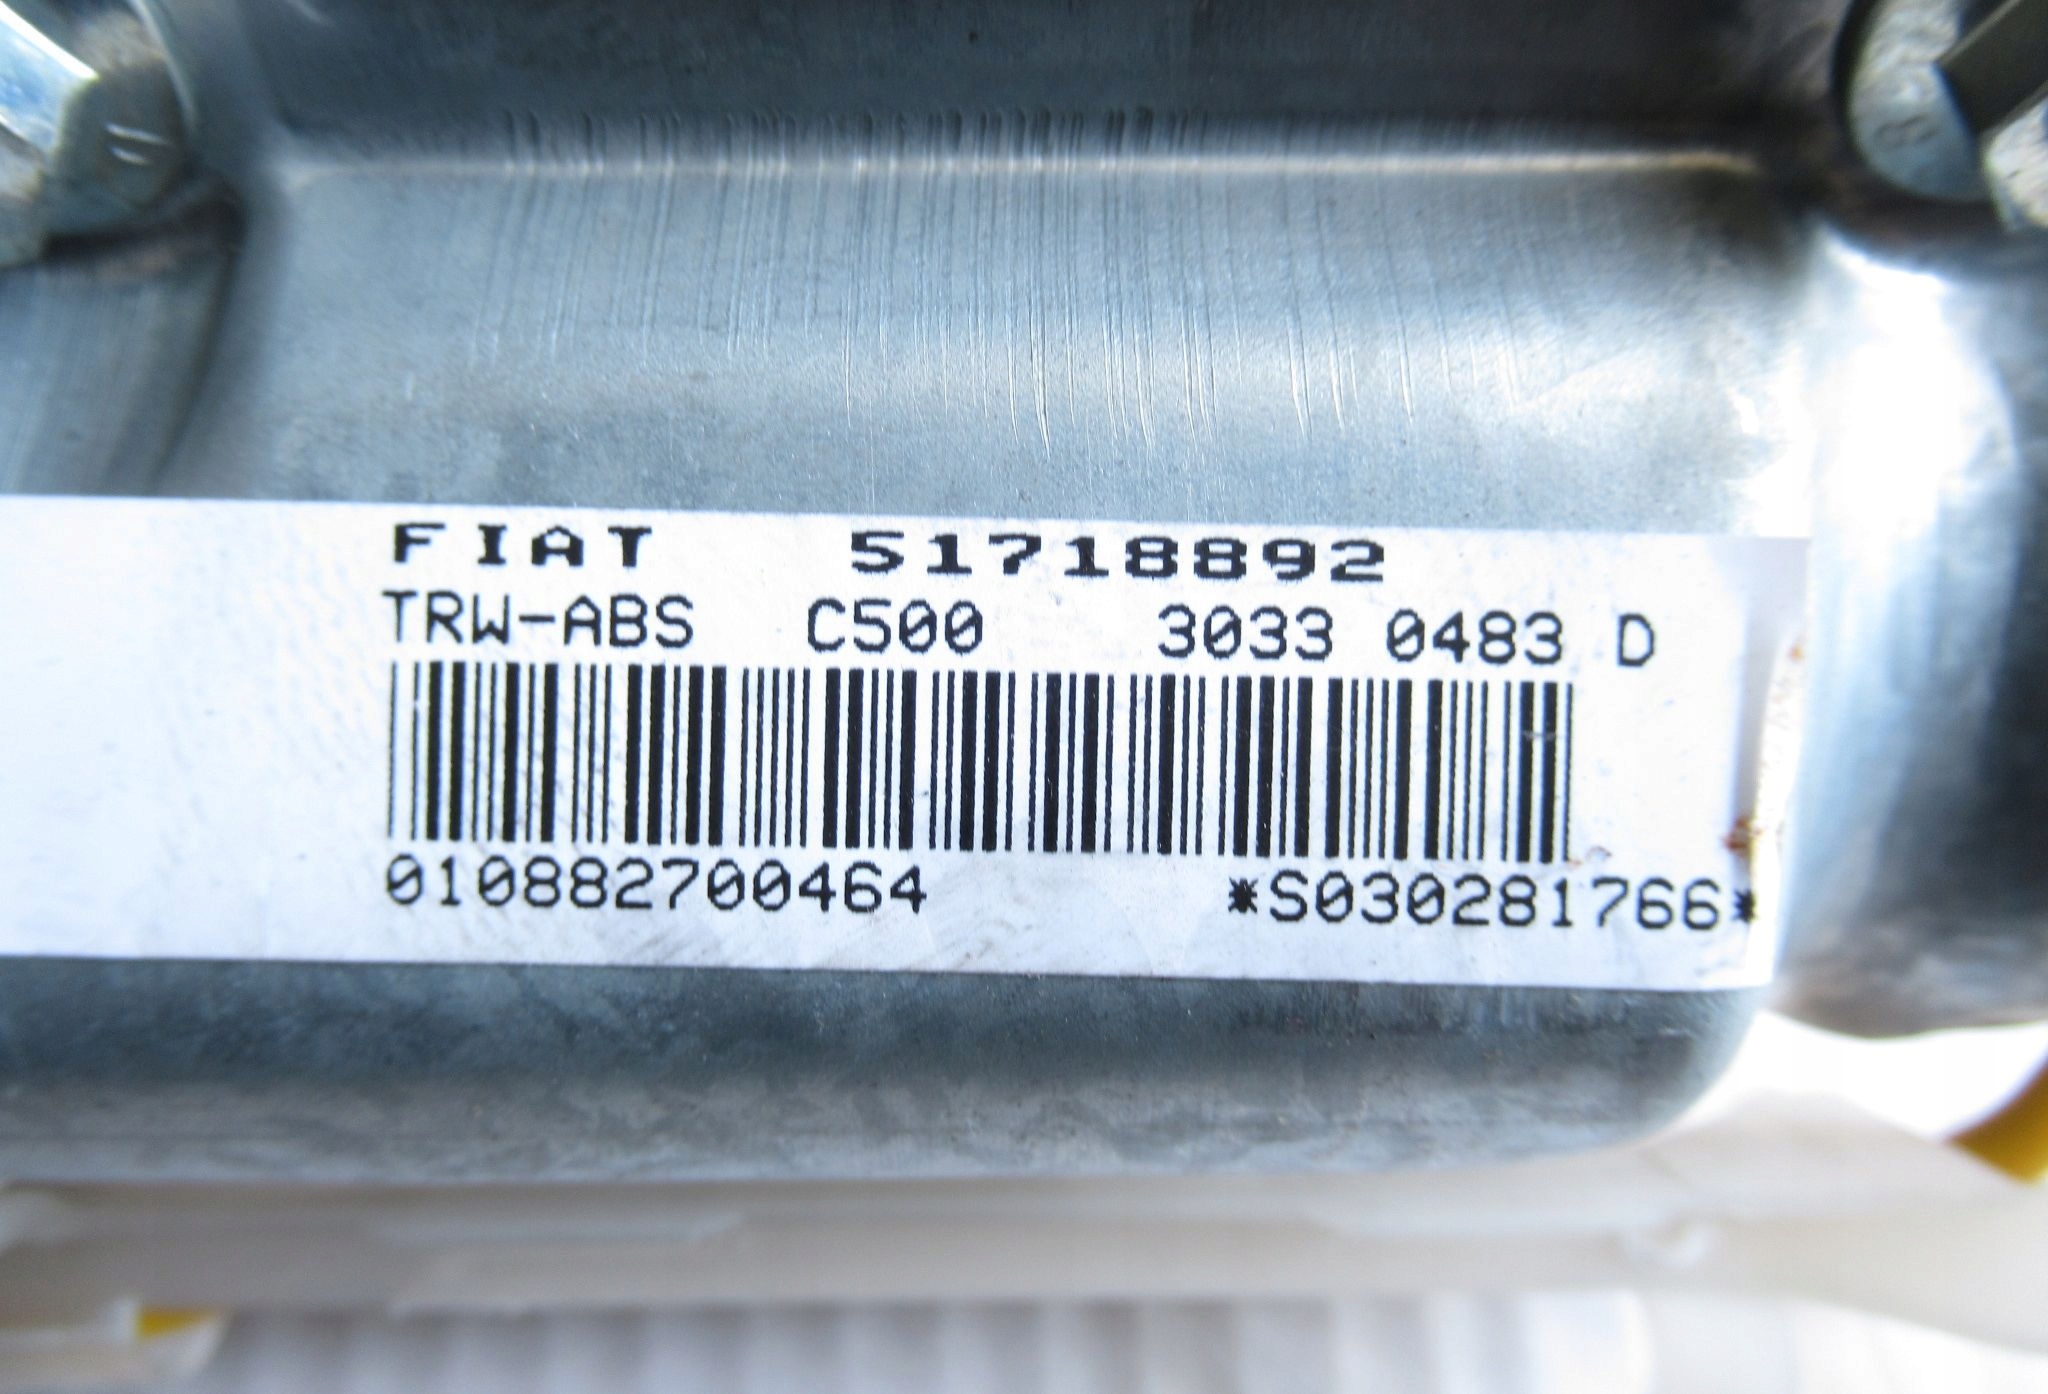 FIAT 51718892
TRW-ABS C500 3033 0483 D
010882700464 *S030281766*